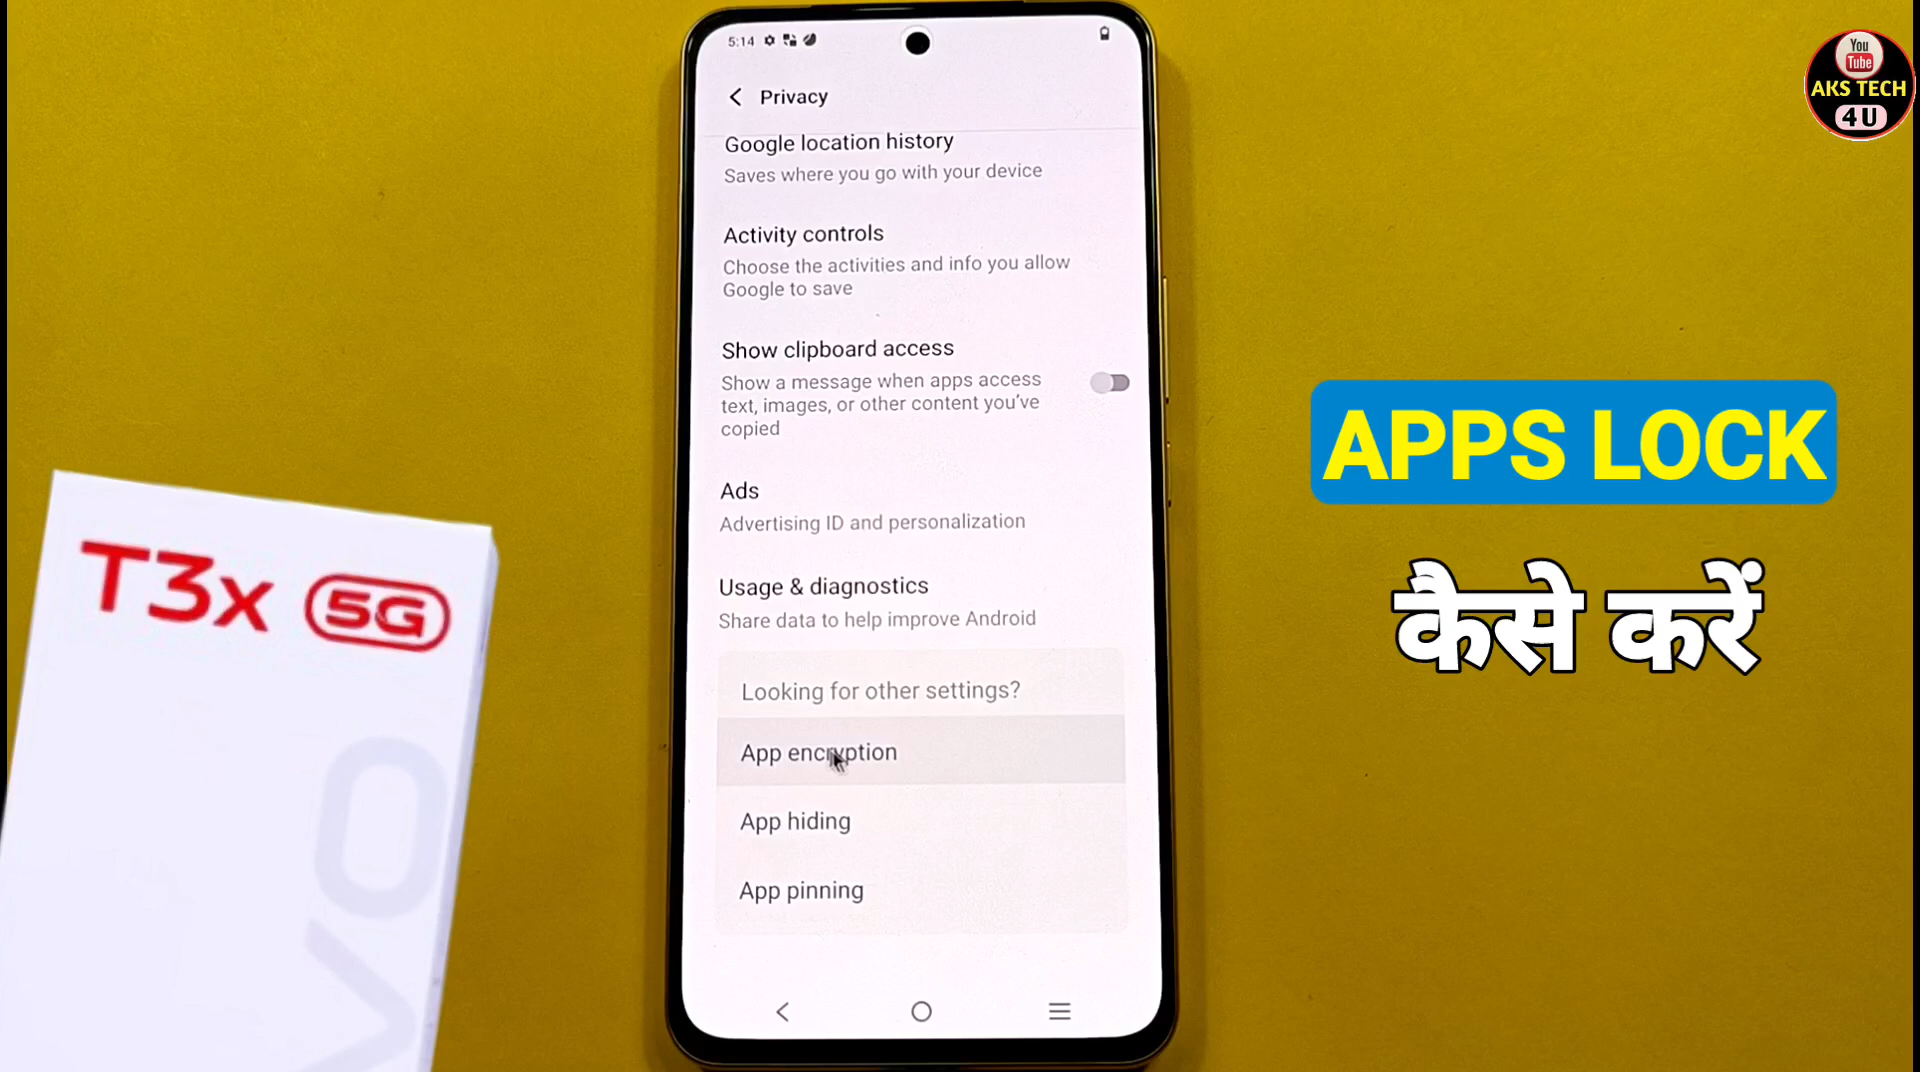 5:14
Privacy
Google location history
Saves where you go with your device
Activity controls
Choose the activities and info you allow
Google to save
Show clipboard access
Show a message when apps access
text, images, or other content you've
copied
Ads
Advertising ID and personalization
Usage & diagnostics
Share data to help improve Android
Looking for other settings?
App encryption
App hiding
App pinning
T3x 5G
VO
You
Tube
AKS TECH
4U
APPS LOCK
कैसे करें